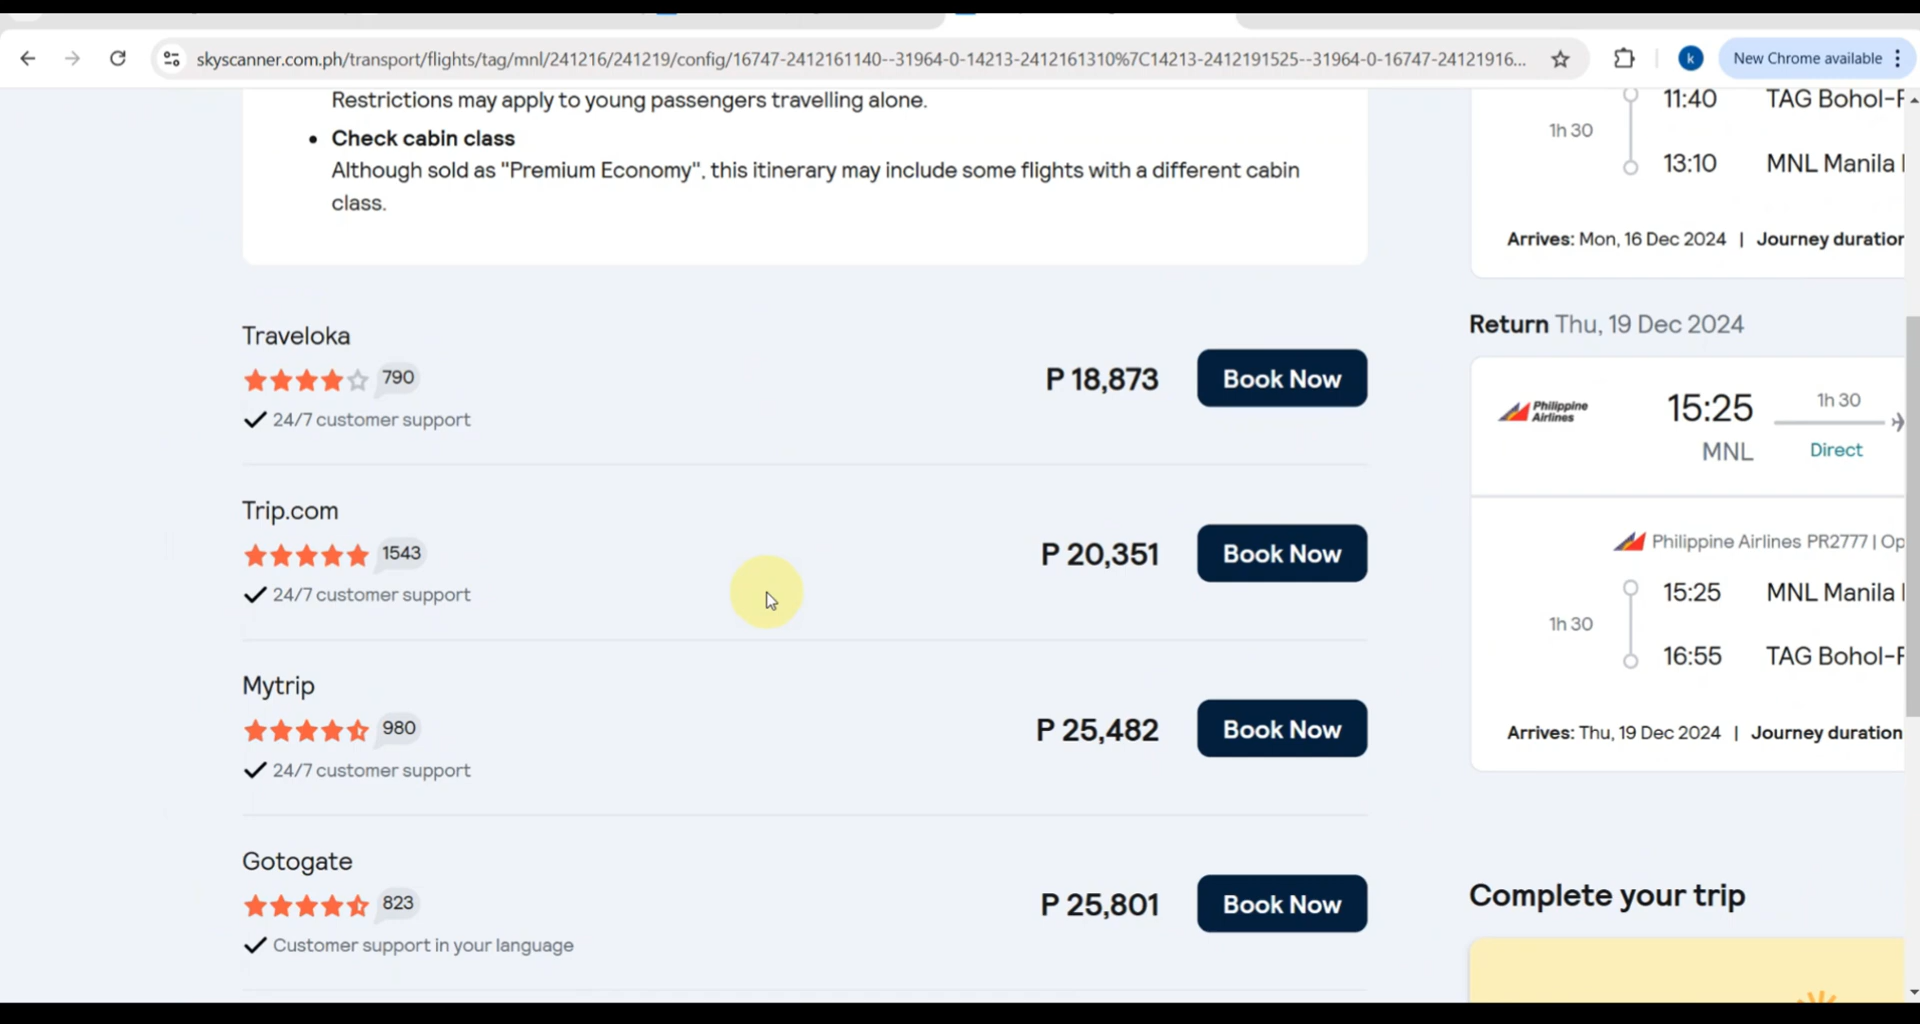 skyscanner.com.ph/transport/flights/tag/mnl/241216/241219/config/16747-2412161140--31964-0-14213-2412161310%7C14213-2412191525--31964-0-16747-24121916...
k
New Chrome available
Restrictions may apply to young passengers travelling alone.
• Check cabin class
Although sold as "Premium Economy", this itinerary may include some flights with a different cabin
class.
Traveloka
790
24/7 customer support
P 18,873
Book Now
Trip.com
1543
24/7 customer support
P 20,351
Book Now
Mytrip
980
24/7 customer support
P 25,482
Book Now
Gotogate
823
Customer support in your language
P 25,801
Book Now
11:40 TAG Bohol-
1h 30
13:10 MNL Manila
Arrives: Mon, 16 Dec 2024 | Journey duration
Return Thu, 19 Dec 2024
Philippine
Airlines
15:25
MNL
1h 30
Direct
Philippine Airlines PR2777 | Op
15:25 MNL Manila
1h 30
16:55 TAG Bohol-
Arrives: Thu, 19 Dec 2024 | Journey duration
Complete your trip